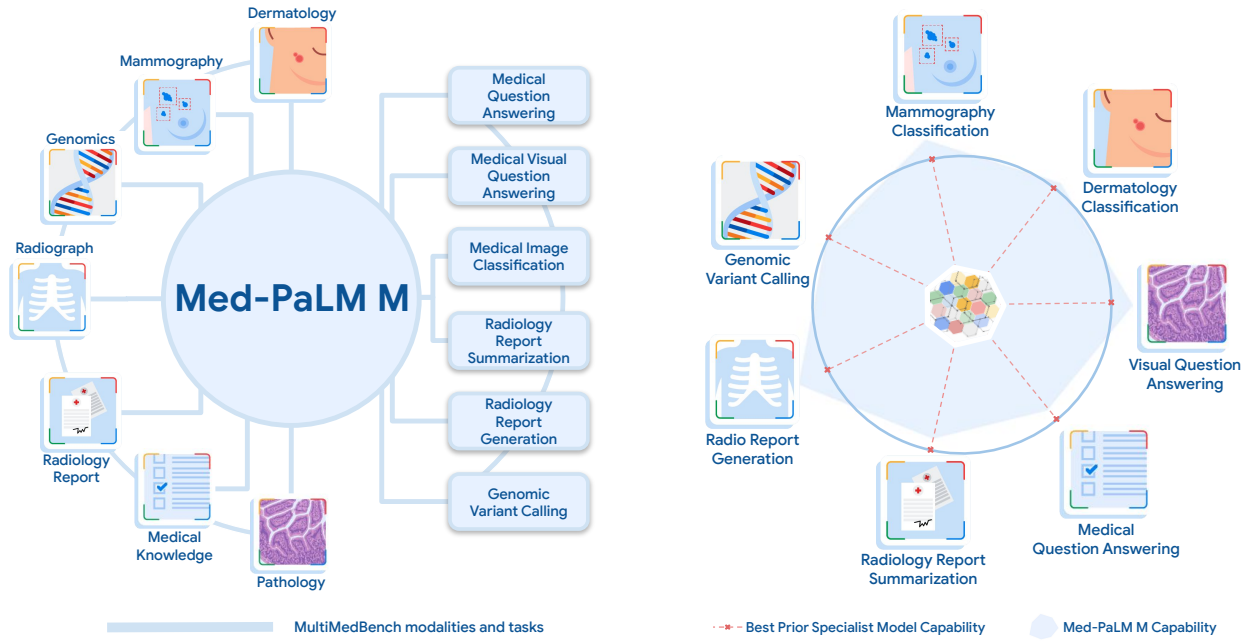 Dermatology
Mammography
Genomics
Radiograph
Radiology
Report
Medical
Knowledge
Pathology
Med-PaLM M
Medical
Question
Answering
Medical Visual
Question
Answering
Medical Image
Classification
Radiology
Report
Summarization
Radiology
Report
Generation
Genomic
Variant Calling
MultiMedBench modalities and tasks
Mammography
Classification
Dermatology
Classification
Genomic
Variant Calling
Visual Question
Answering
Radio Report
Generation
Medical
Question Answering
Radiology Report
Summarization
Best Prior Specialist Model Capability
Med-PaLM M Capability